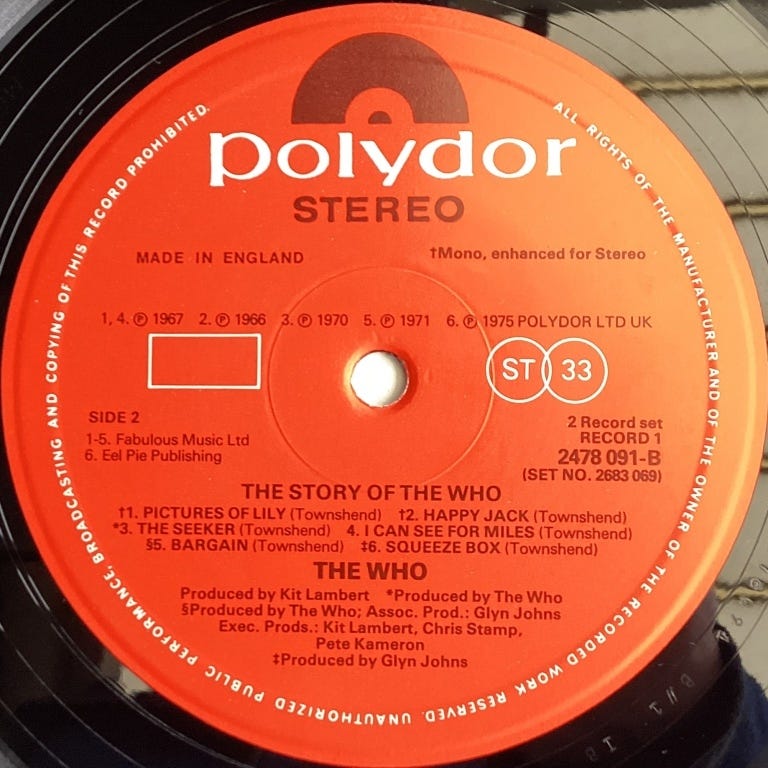 polydor
STEREO
MADE IN ENGLAND
†Mono, enhanced for Stereo
1, 4. ℗ 1967 2. ℗ 1966 3. ℗ 1970 5. ℗ 1971 6. ℗ 1975 POLYDOR LTD UK
ST 33
SIDE 2
1-5. Fabulous Music Ltd
6. Eel Pie Publishing
2 Record set
RECORD 1
2478 091-B
(SET NO. 2683 069)
THE STORY OF THE WHO
†1. PICTURES OF LILY (Townshend) †2. HAPPY JACK (Townshend)
*3. THE SEEKER (Townshend) 4. I CAN SEE FOR MILES (Townshend)
§5. BARGAIN (Townshend) ‡6. SQUEEZE BOX (Townshend)
THE WHO
Produced by Kit Lambert *Produced by The Who
§Produced by The Who; Assoc. Prod.: Glyn Johns
Exec. Prods.: Kit Lambert, Chris Stamp,
Pete Kameron
‡Produced by Glyn Johns
ALL RIGHTS OF THE MANUFACTURER AND OF THE OWNER OF THE RECORDED WORK RESERVED. UNAUTHORIZED PUBLIC PERFORMANCE, BROADCASTING AND COPYING OF THIS RECORD PROHIBITED.